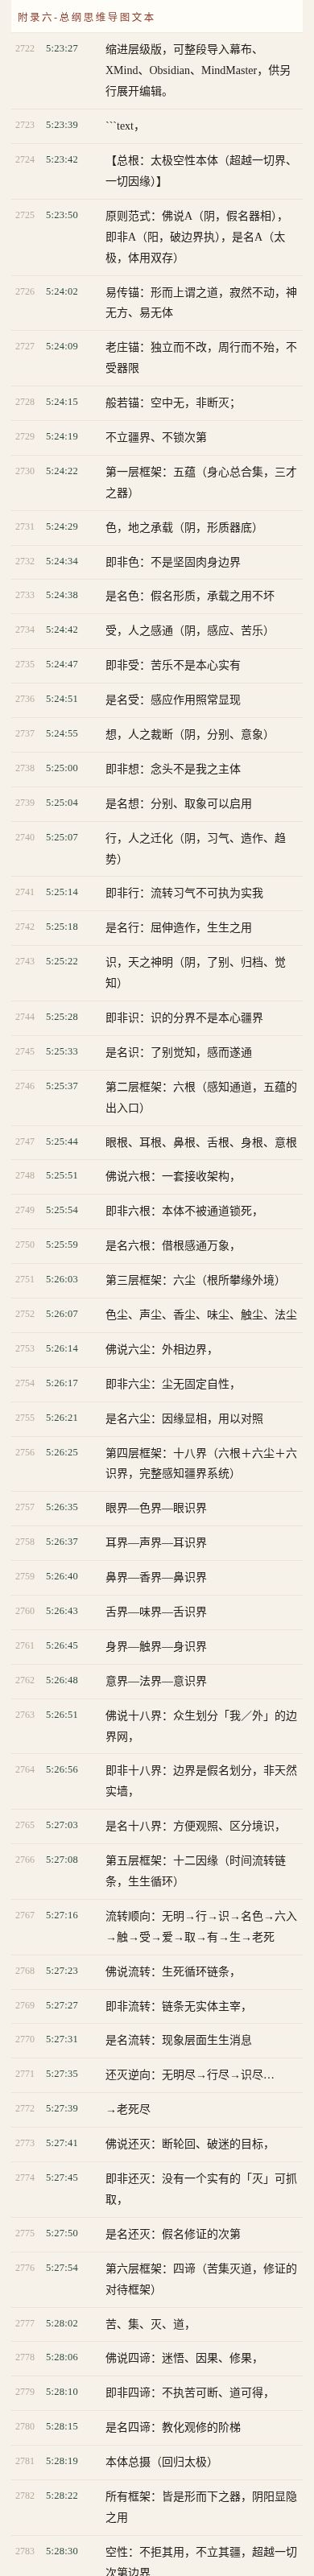 附录六-总纲思维导图文本
2722 5:23:27 缩进层级版，可整段导入幕布、
XMind、Obsidian、MindMaster，供另
行展开编辑。
2723 5:23:39 ```text，
2724 5:23:42 【总根：太极空性本体（超越一切界、
一切因缘）】
2725 5:23:50 原则范式：佛说A（阴，假名器相），
即非A（阳，破边界执），是名A（太
极，体用双存）
2726 5:24:02 易传锚：形而上谓之道，寂然不动，神
无方、易无体
2727 5:24:09 老庄锚：独立而不改，周行而不殆，不
受器限
2728 5:24:15 般若锚：空中无，非断灭；
2729 5:24:19 不立疆界、不锁次第
2730 5:24:22 第一层框架：五蕴（身心总合集，三才
之器）
2731 5:24:29 色，地之承载（阴，形质器底）
2732 5:24:34 即非色：不是坚固肉身边界
2733 5:24:38 是名色：假名形质，承载之用不坏
2734 5:24:42 受，人之感通（阴，感应、苦乐）
2735 5:24:47 即非受：苦乐不是本心实有
2736 5:24:51 是名受：感应作用照常显现
2737 5:24:55 想，人之裁断（阴，分别、意象）
2738 5:25:00 即非想：念头不是我之主体
2739 5:25:04 是名想：分别、取象可以启用
2740 5:25:07 行，人之迁化（阴，习气、造作、趋
势）
2741 5:25:14 即非行：流转习气不可执为实我
2742 5:25:18 是名行：屈伸造作，生生之用
2743 5:25:22 识，天之神明（阴，了别、归档、觉
知）
2744 5:25:28 即非识：识的分界不是本心疆界
2745 5:25:33 是名识：了别觉知，感而遂通
2746 5:25:37 第二层框架：六根（感知通道，五蕴的
出入口）
2747 5:25:44 眼根、耳根、鼻根、舌根、身根、意根
2748 5:25:51 佛说六根：一套接收架构，
2749 5:25:54 即非六根：本体不被通道锁死，
2750 5:25:59 是名六根：借根感通万象，
2751 5:26:03 第三层框架：六尘（根所攀缘外境）
2752 5:26:07 色尘、声尘、香尘、味尘、触尘、法尘
2753 5:26:14 佛说六尘：外相边界，
2754 5:26:17 即非六尘：尘无固定自性，
2755 5:26:21 是名六尘：因缘显相，用以对照
2756 5:26:25 第四层框架：十八界（六根＋六尘＋六
识界，完整感知疆界系统）
2757 5:26:35 眼界—色界—眼识界
2758 5:26:37 耳界—声界—耳识界
2759 5:26:40 鼻界—香界—鼻识界
2760 5:26:43 舌界—味界—舌识界
2761 5:26:45 身界—触界—身识界
2762 5:26:48 意界—法界—意识界
2763 5:26:51 佛说十八界：众生划分「我／外」的边
界网，
2764 5:26:56 即非十八界：边界是假名划分，非天然
实墙，
2765 5:27:03 是名十八界：方便观照、区分境识，
2766 5:27:08 第五层框架：十二因缘（时间流转链
条，生生循环）
2767 5:27:16 流转顺向：无明→行→识→名色→六入
→触→受→爱→取→有→生→老死
2768 5:27:23 佛说流转：生死循环链条，
2769 5:27:27 即非流转：链条无实体主宰，
2770 5:27:31 是名流转：现象层面生生消息
2771 5:27:35 还灭逆向：无明尽→行尽→识尽…
2772 5:27:39 →老死尽
2773 5:27:41 佛说还灭：断轮回、破迷的目标，
2774 5:27:45 即非还灭：没有一个实有的「灭」可抓
取，
2775 5:27:50 是名还灭：假名修证的次第
2776 5:27:54 第六层框架：四谛（苦集灭道，修证的
对待框架）
2777 5:28:02 苦、集、灭、道，
2778 5:28:06 佛说四谛：迷悟、因果、修果，
2779 5:28:10 即非四谛：不执苦可断、道可得，
2780 5:28:15 是名四谛：教化观修的阶梯
2781 5:28:19 本体总摄（回归太极）
2782 5:28:22 所有框架：皆是形而下之器，阴阳显隐
之用
2783 5:28:30 空性：不拒其用，不立其疆，超越一切
次第边界